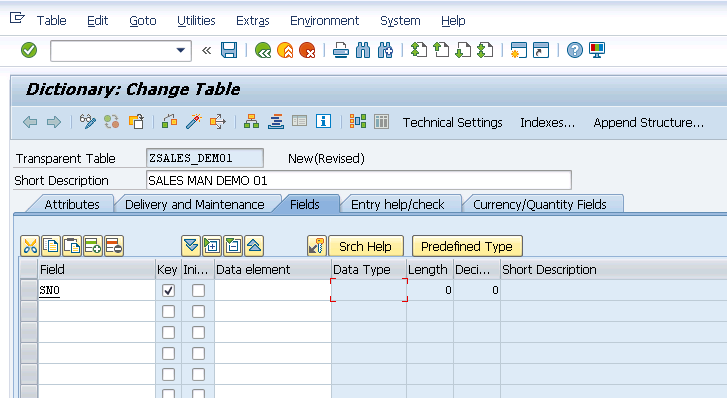 Table Edit Goto Utilities Extras Environment System Help
Dictionary: Change Table
Technical Settings Indexes... Append Structure...
Transparent Table ZSALES_DEMO1 New(Revised)
Short Description SALES MAN DEMO 01
Attributes Delivery and Maintenance Fields Entry help/check Currency/Quantity Fields
Srch Help Predefined Type
Field Key Ini... Data element Data Type Length Deci... Short Description
SNO 0 0